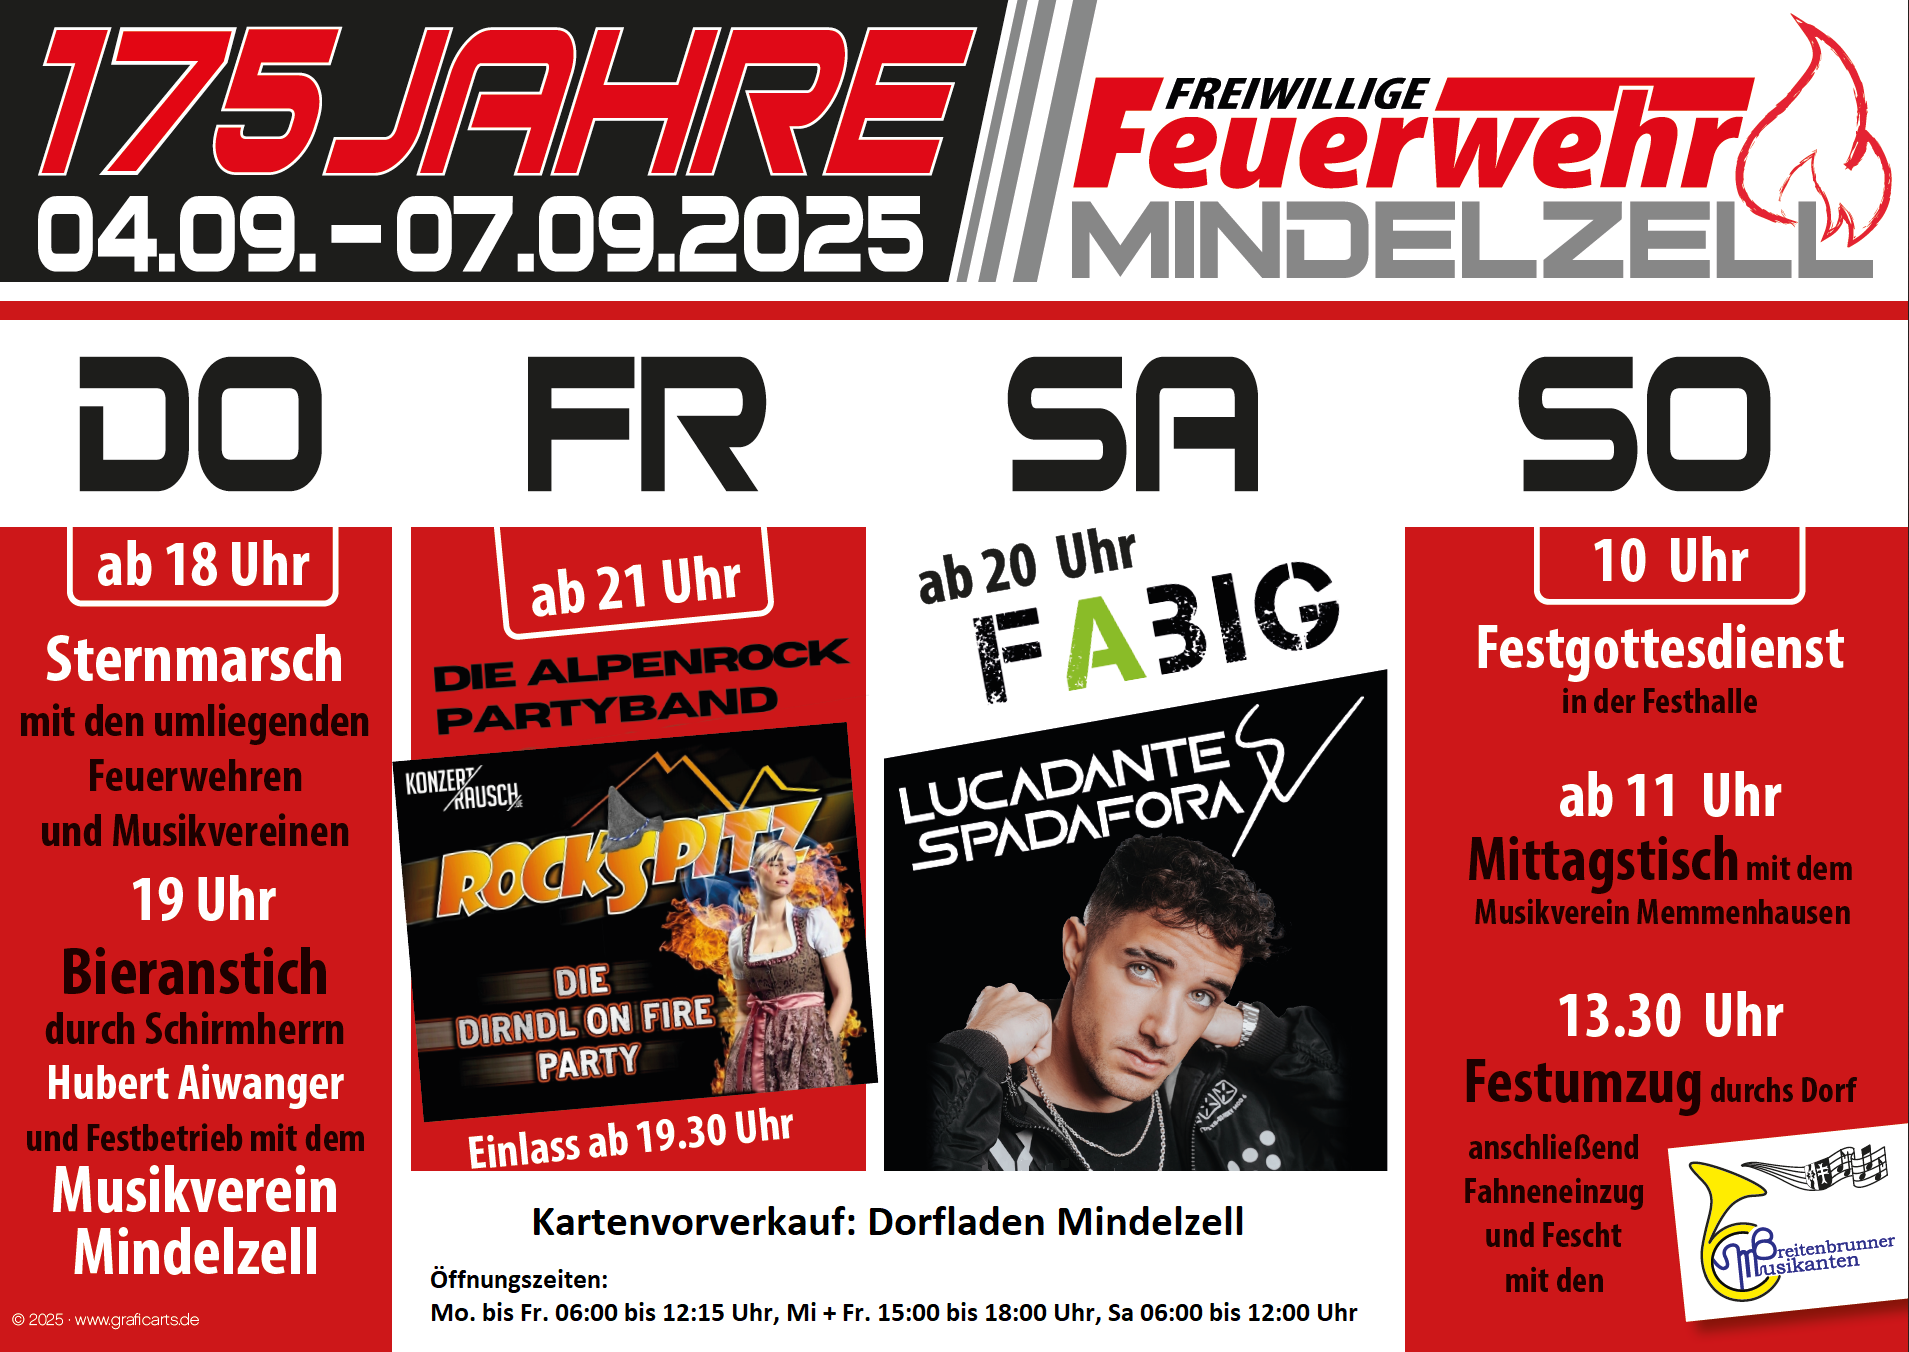 175 JAHRE
04.09. – 07.09.2025
FREIWILLIGE
Feuerwehr
MINDELZELL
DO
ab 18 Uhr
Sternmarsch
mit den umliegenden
Feuerwehren
und Musikvereinen
19 Uhr
Bieranstich
durch Schirmherrn
Hubert Aiwanger
und Festbetrieb mit dem
Musikverein
Mindelzell
© 2025 · www.graficarts.de
FR
ab 21 Uhr
DIE ALPENROCK
PARTYBAND
KONZERT
RAUSCH.DE
ROCKSPITZ
DIE
DIRNDL ON FIRE
PARTY
Einlass ab 19.30 Uhr
SA
ab 20 Uhr
FABIG
LUCADANTE
SPADAFORA
Kartenvorverkauf: Dorfladen Mindelzell
Öffnungszeiten:
Mo. bis Fr. 06:00 bis 12:15 Uhr, Mi + Fr. 15:00 bis 18:00 Uhr, Sa 06:00 bis 12:00 Uhr
SO
10 Uhr
Festgottesdienst
in der Festhalle
ab 11 Uhr
Mittagstisch mit dem
Musikverein Memmenhausen
13.30 Uhr
Festumzug durchs Dorf
anschließend
Fahneneinzug
und Fescht
mit den
Breitenbrunner
Musikanten